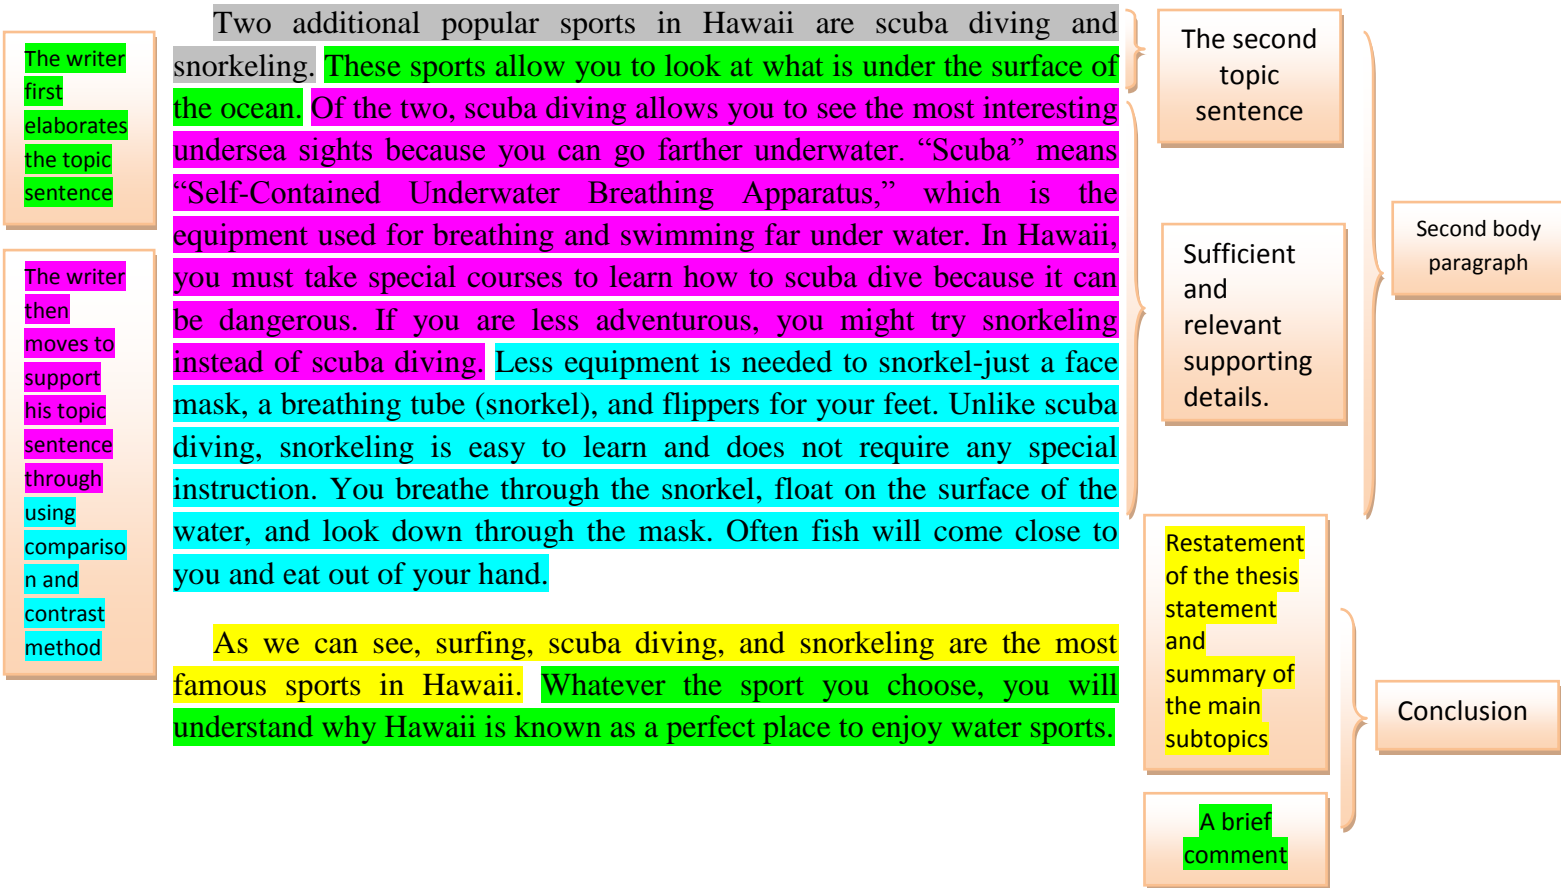 The writer
first
elaborates
the topic
sentence
The writer
then
moves to
support
his topic
sentence
through
using
compariso
n and
contrast
method
Two additional popular sports in Hawaii are scuba diving and
snorkeling. These sports allow you to look at what is under the surface of
the ocean. Of the two, scuba diving allows you to see the most interesting
undersea sights because you can go farther underwater. “Scuba” means
“Self-Contained Underwater Breathing Apparatus,” which is the
equipment used for breathing and swimming far under water. In Hawaii,
you must take special courses to learn how to scuba dive because it can
be dangerous. If you are less adventurous, you might try snorkeling
instead of scuba diving. Less equipment is needed to snorkel-just a face
mask, a breathing tube (snorkel), and flippers for your feet. Unlike scuba
diving, snorkeling is easy to learn and does not require any special
instruction. You breathe through the snorkel, float on the surface of the
water, and look down through the mask. Often fish will come close to
you and eat out of your hand.
As we can see, surfing, scuba diving, and snorkeling are the most
famous sports in Hawaii. Whatever the sport you choose, you will
understand why Hawaii is known as a perfect place to enjoy water sports.
The second
topic
sentence
Sufficient
and
relevant
supporting
details.
Second body
paragraph
Restatement
of the thesis
statement
and
summary of
the main
subtopics
Conclusion
A brief
comment